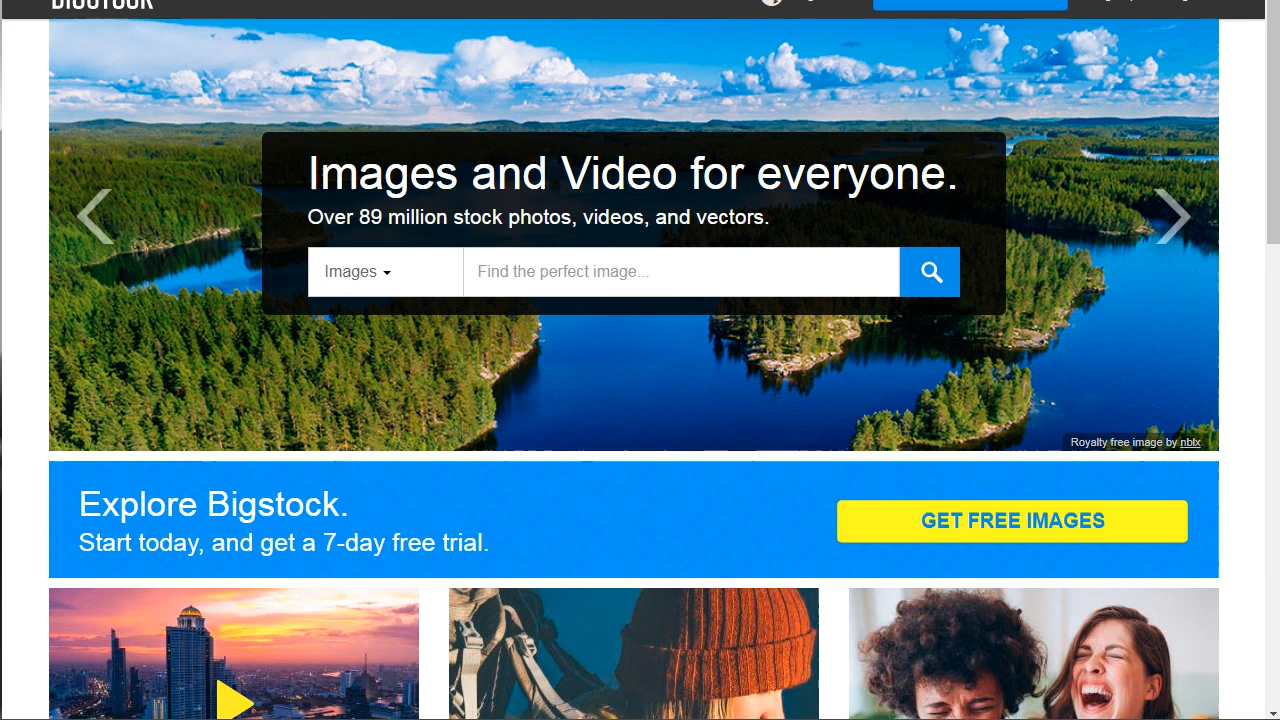 BIGSTOCK
Images and Video for everyone.
Over 89 million stock photos, videos, and vectors.
Images
Find the perfect image...
Royalty free image by nblx
Explore Bigstock.
Start today, and get a 7-day free trial.
GET FREE IMAGES